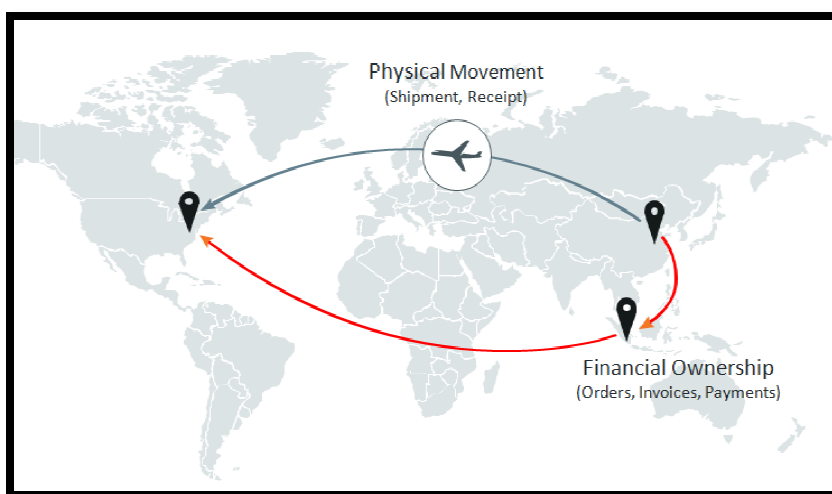 Physical Movement
(Shipment, Receipt)
Financial Ownership
(Orders, Invoices, Payments)